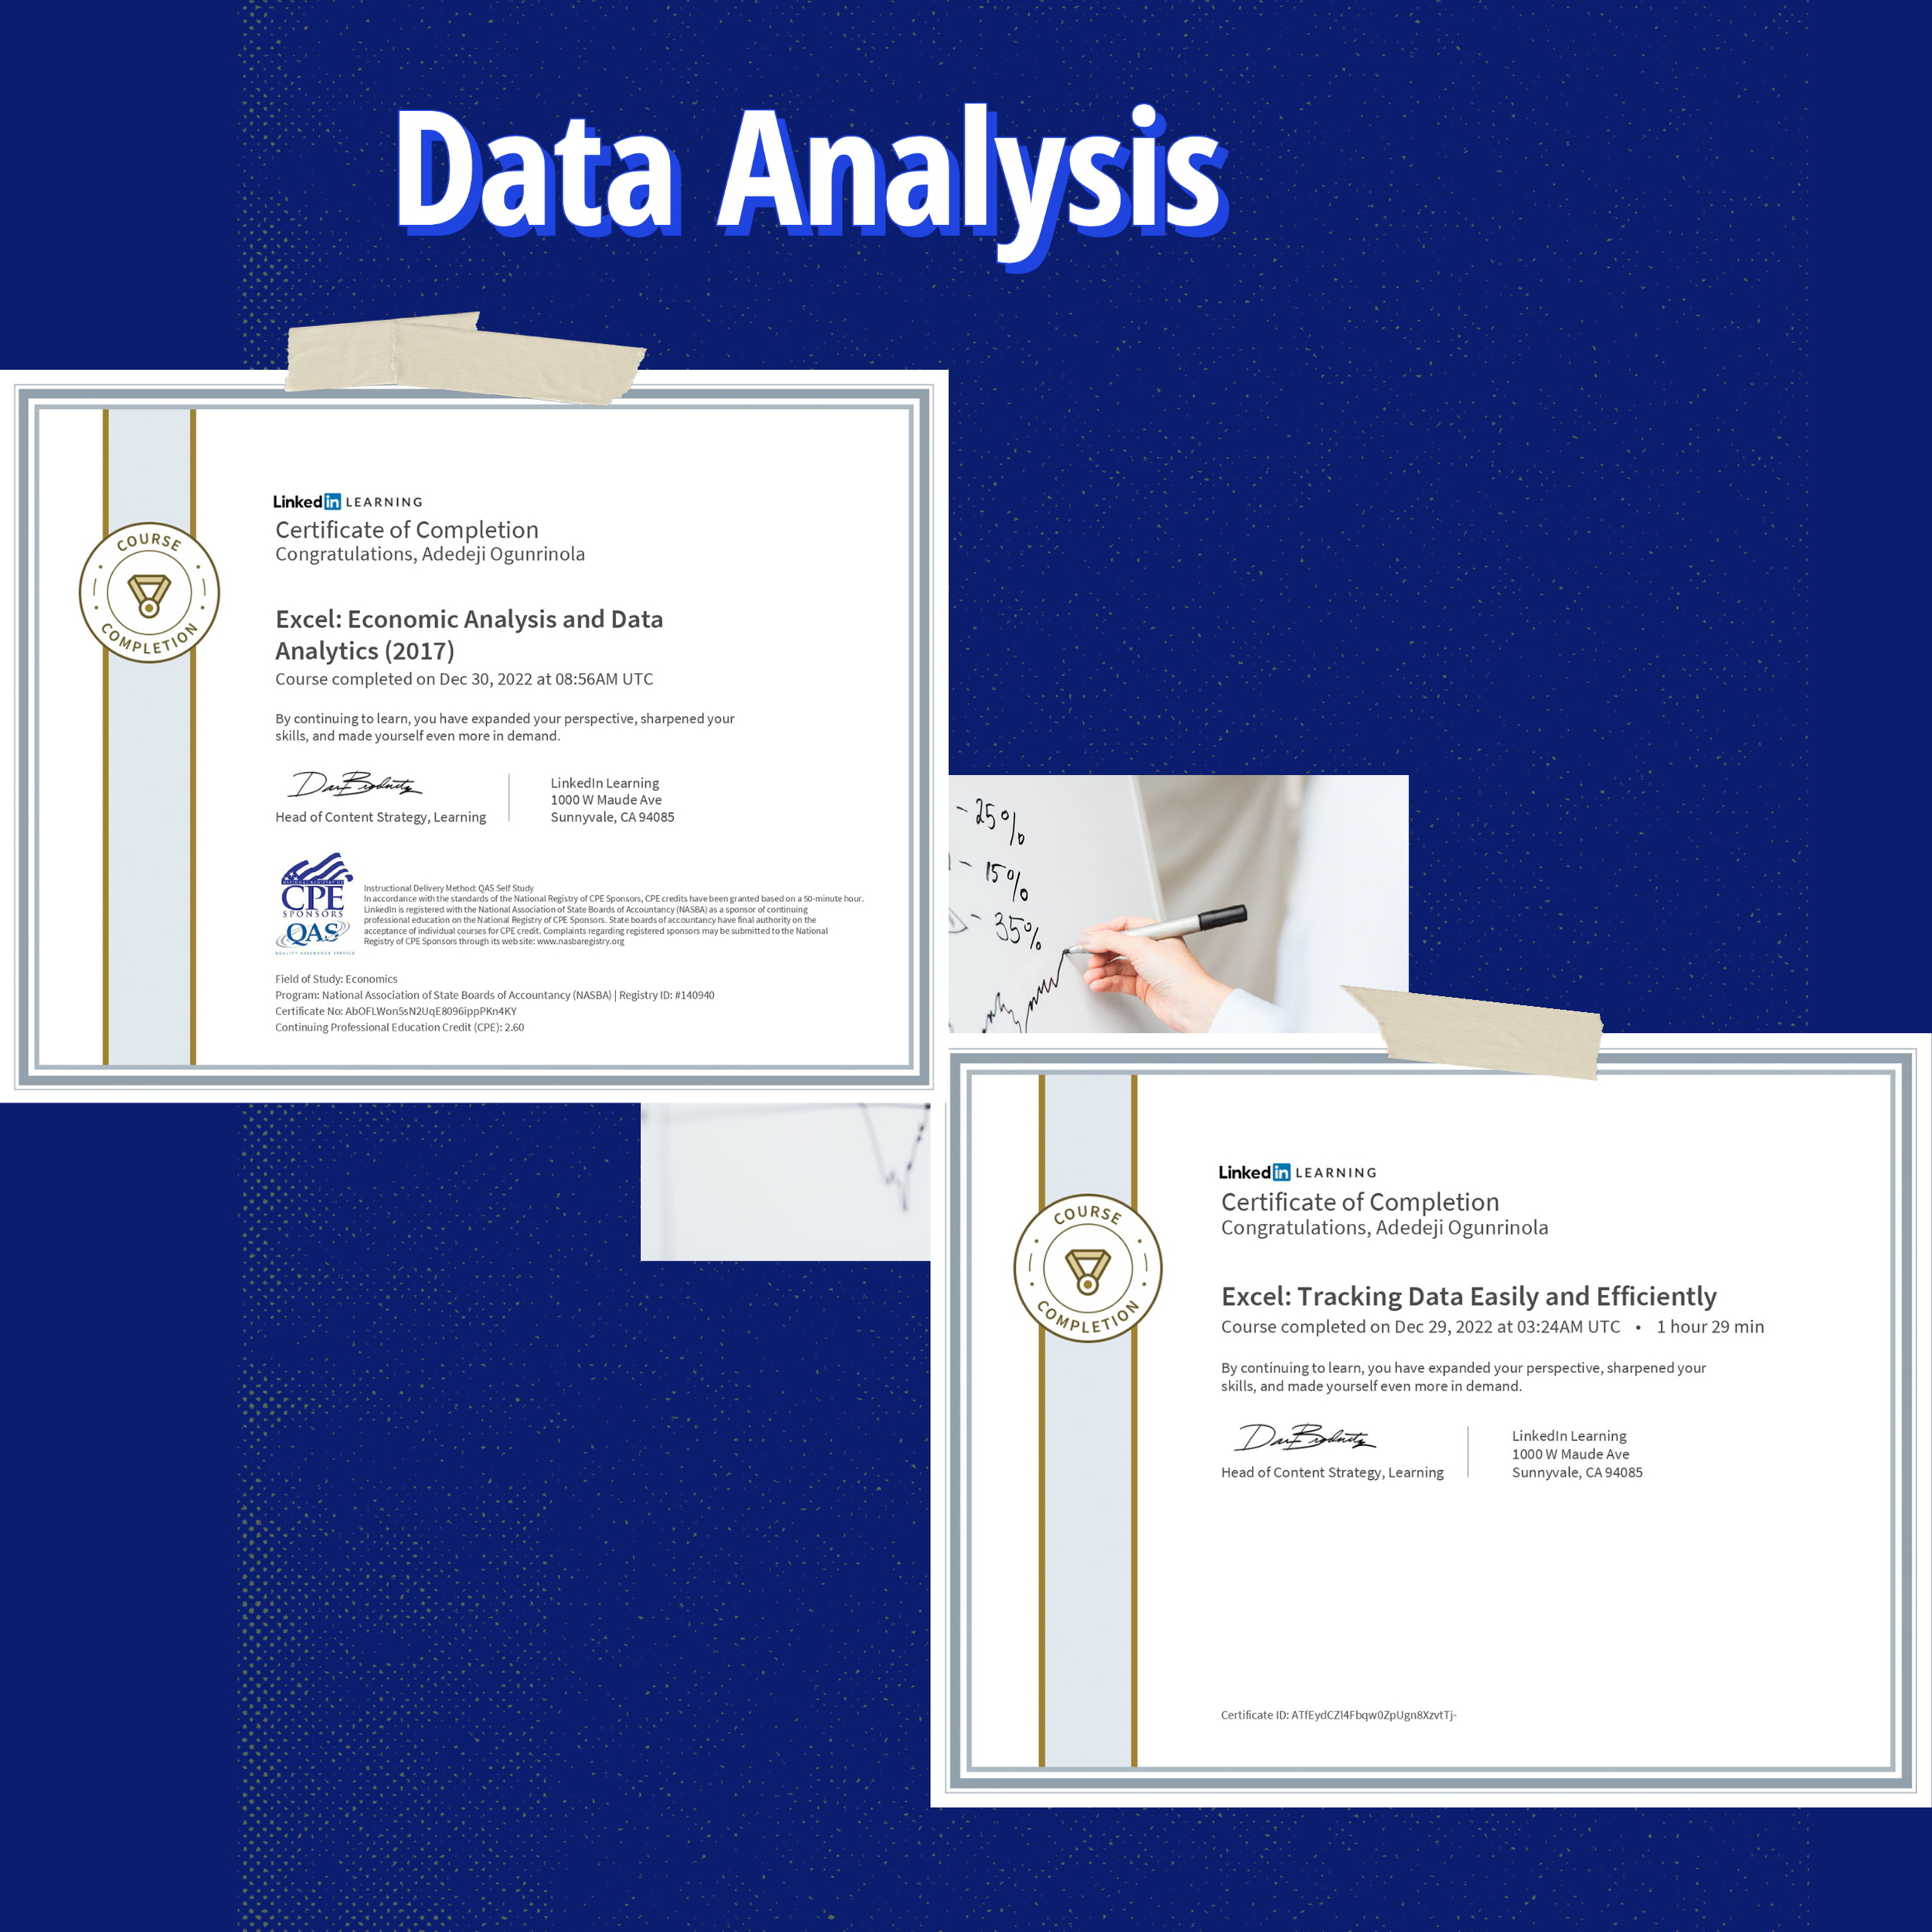 Data Analysis
LinkedIn LEARNING
Certificate of Completion
Congratulations, Adedeji Ogunrinola
COURSE
COMPLETION
Excel: Economic Analysis and Data
Analytics (2017)
Course completed on Dec 30, 2022 at 08:56AM UTC
By continuing to learn, you have expanded your perspective, sharpened your
skills, and made yourself even more in demand.
Head of Content Strategy, Learning
LinkedIn Learning
1000 W Maude Ave
Sunnyvale, CA 94085
CPE
SPONSORS
QAS
QUALITY ASSURANCE SERVICE
Instructional Delivery Method: QAS Self Study
In accordance with the standards of the National Registry of CPE Sponsors, CPE credits have been granted based on a 50-minute hour.
LinkedIn is registered with the National Association of State Boards of Accountancy (NASBA) as a sponsor of continuing
professional education on the National Registry of CPE Sponsors. State boards of accountancy have final authority on the
acceptance of individual courses for CPE credit. Complaints regarding registered sponsors may be submitted to the National
Registry of CPE Sponsors through its web site: www.nasbaregistry.org
Field of Study: Economics
Program: National Association of State Boards of Accountancy (NASBA) | Registry ID: #140940
Certificate No: AbOFLWon5sN2UqE8096ippPKn4KY
Continuing Professional Education Credit (CPE): 2.60
- 25%
- 15%
- 35%
LinkedIn LEARNING
Certificate of Completion
Congratulations, Adedeji Ogunrinola
COURSE
COMPLETION
Excel: Tracking Data Easily and Efficiently
Course completed on Dec 29, 2022 at 03:24AM UTC • 1 hour 29 min
By continuing to learn, you have expanded your perspective, sharpened your
skills, and made yourself even more in demand.
Head of Content Strategy, Learning
LinkedIn Learning
1000 W Maude Ave
Sunnyvale, CA 94085
Certificate ID: ATfEydCZl4Fbqw0ZpUgn8XzvtTj-